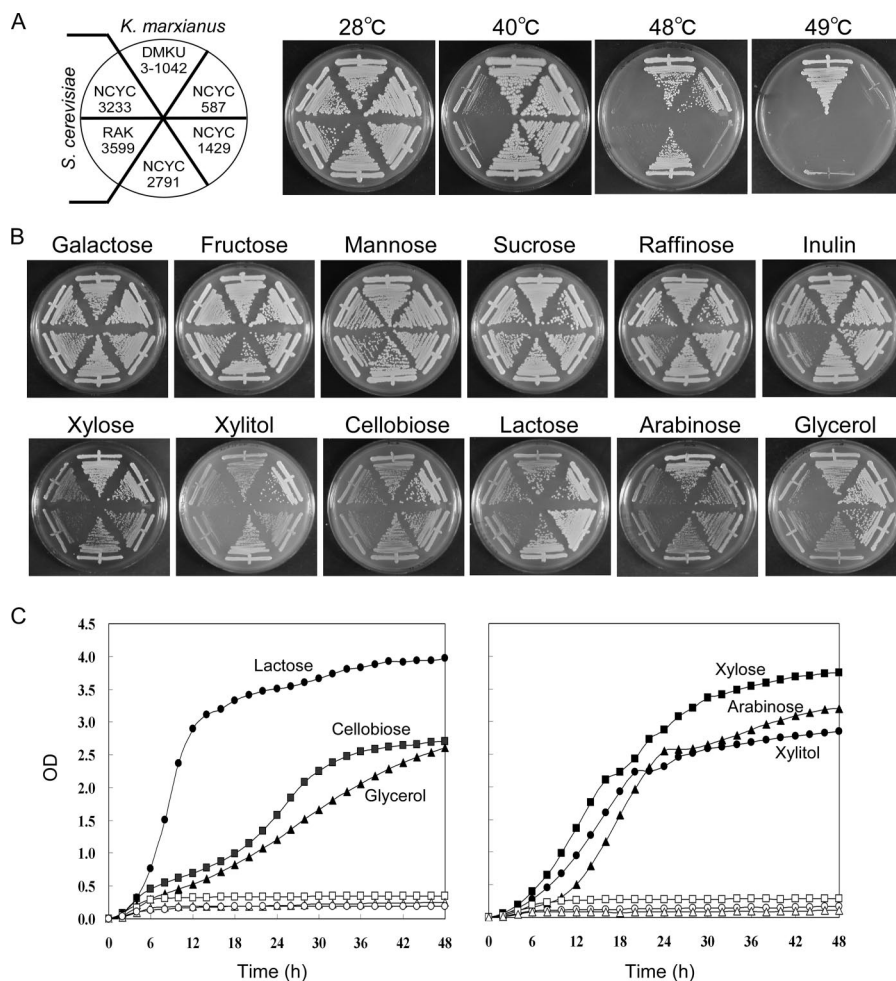 A
K. marxianus
S. cerevisiae
DMKU
3-1042
NCYC
587
NCYC
1429
NCYC
2791
RAK
3599
NCYC
3233
28°C
40°C
48°C
49°C
B
Galactose
Fructose
Mannose
Sucrose
Raffinose
Inulin
Xylose
Xylitol
Cellobiose
Lactose
Arabinose
Glycerol
C
OD
4.5
4.0
3.5
3.0
2.5
2.0
1.5
1.0
0.5
0.0
Lactose
Cellobiose
Glycerol
0 6 12 18 24 30 36 42 48
Time (h)
Xylose
Arabinose
Xylitol
0 6 12 18 24 30 36 42 48
Time (h)